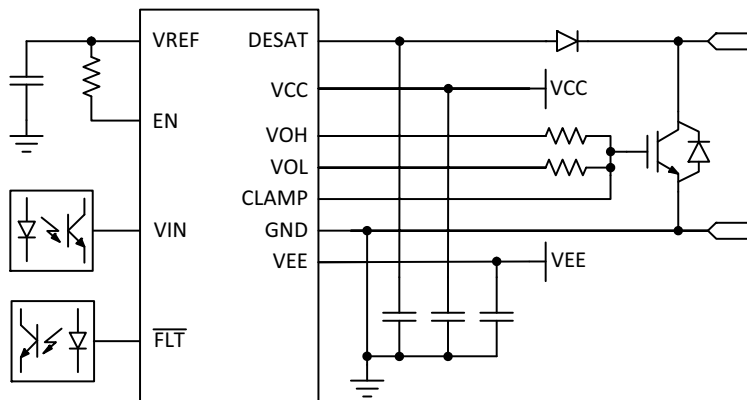 VREF
DESAT
VCC
VCC
EN
VOH
VOL
CLAMP
VIN
GND
VEE
VEE
FLT